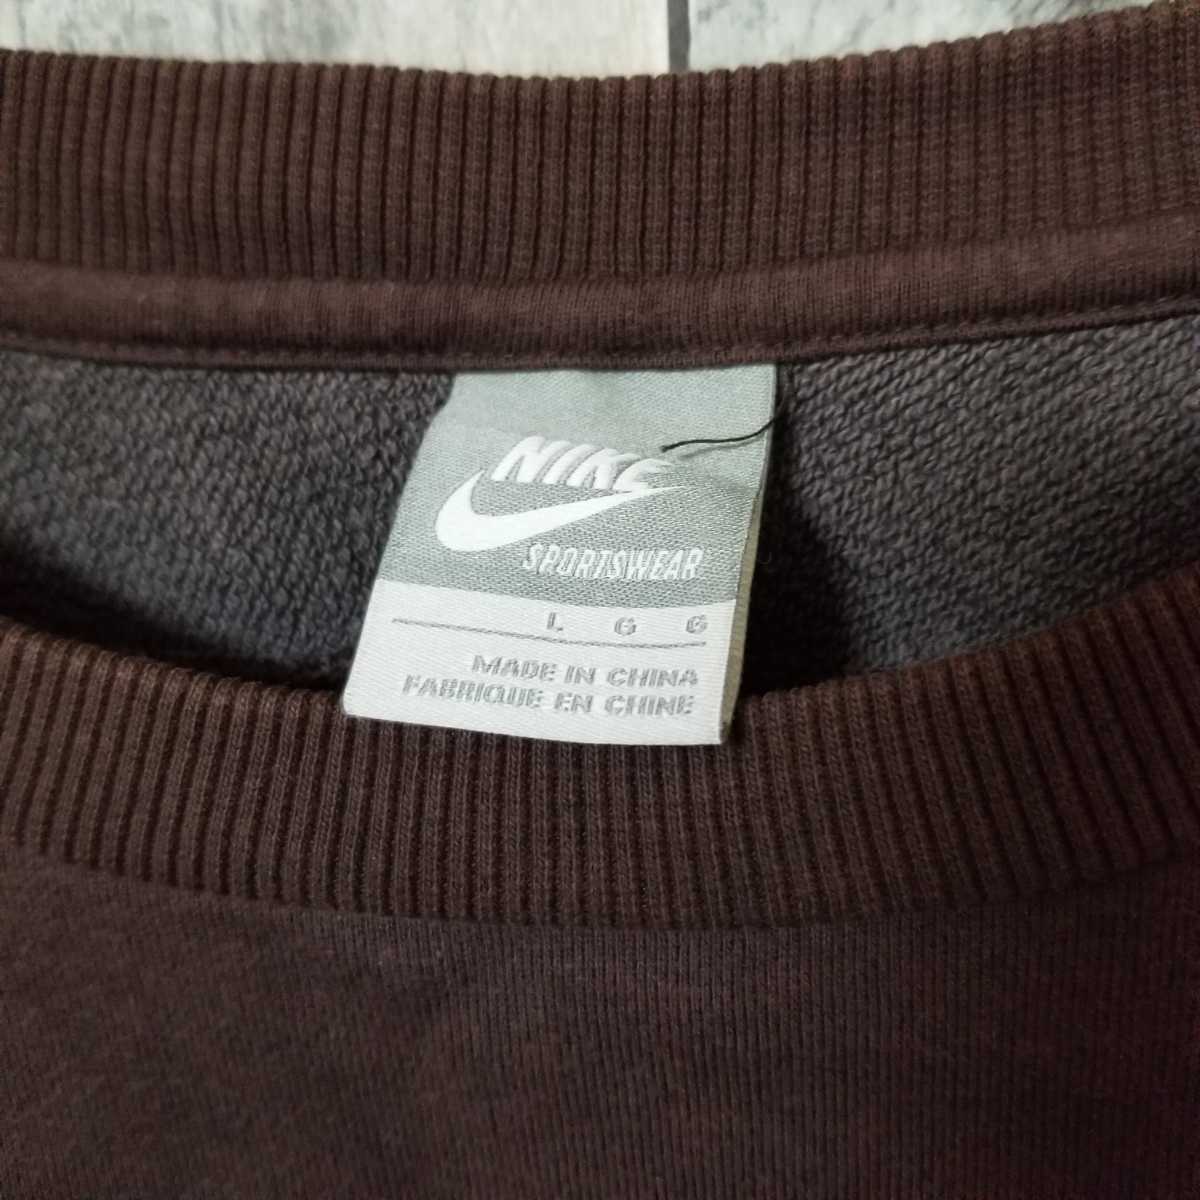 NIKE
SPORTSWEAR
L G G
MADE IN CHINA
FABRIQUE EN CHINE